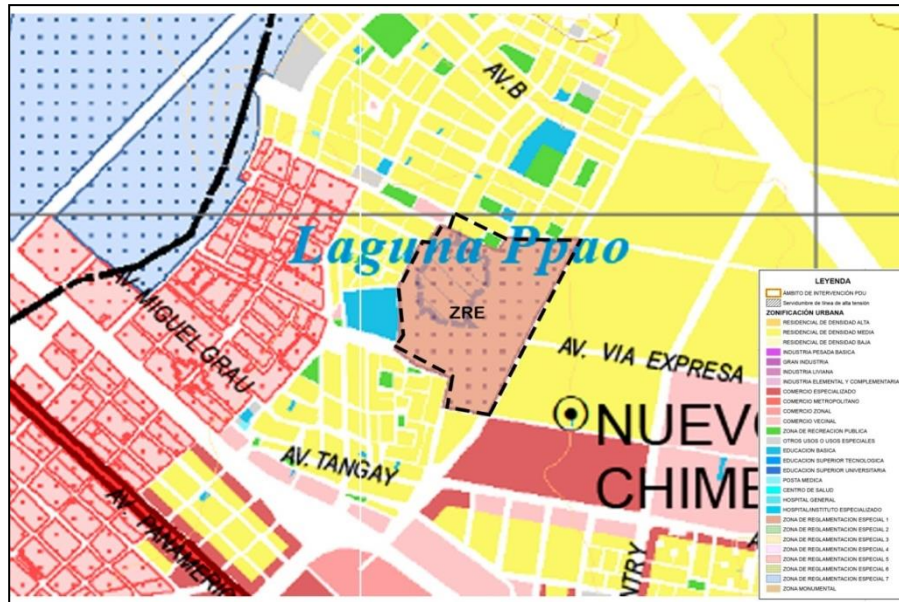 AV. B
Laguna Ppao
ZRE
AV. MIGUEL GRAU
AV. VIA EXPRESA
NUEV
CHIMB
AV. TANGAY
AV. PANAMERI
NTRY
LEYENDA
ÁMBITO DE INTERVENCIÓN PDU
Servidumbre de línea de alta tensión
ZONIFICACIÓN URBANA
RESIDENCIAL DE DENSIDAD ALTA
RESIDENCIAL DE DENSIDAD MEDIA
RESIDENCIAL DE DENSIDAD BAJA
INDUSTRIA PESADA BASICA
GRAN INDUSTRIA
INDUSTRIA LIVIANA
INDUSTRIA ELEMENTAL Y COMPLEMENTARIA
COMERCIO ESPECIALIZADO
COMERCIO METROPOLITANO
COMERCIO ZONAL
COMERCIO VECINAL
ZONA DE RECREACION PUBLICA
OTROS USOS O USOS ESPECIALES
EDUCACION BASICA
EDUCACION SUPERIOR TECNOLOGICA
EDUCACION SUPERIOR UNIVERSITARIA
POSTA MEDICA
CENTRO DE SALUD
HOSPITAL GENERAL
HOSPITAL/INSTITUTO ESPECIALIZADO
ZONA DE REGLAMENTACION ESPECIAL 1
ZONA DE REGLAMENTACION ESPECIAL 2
ZONA DE REGLAMENTACION ESPECIAL 3
ZONA DE REGLAMENTACION ESPECIAL 4
ZONA DE REGLAMENTACION ESPECIAL 5
ZONA DE REGLAMENTACION ESPECIAL 6
ZONA DE REGLAMENTACION ESPECIAL 7
ZONA MONUMENTAL